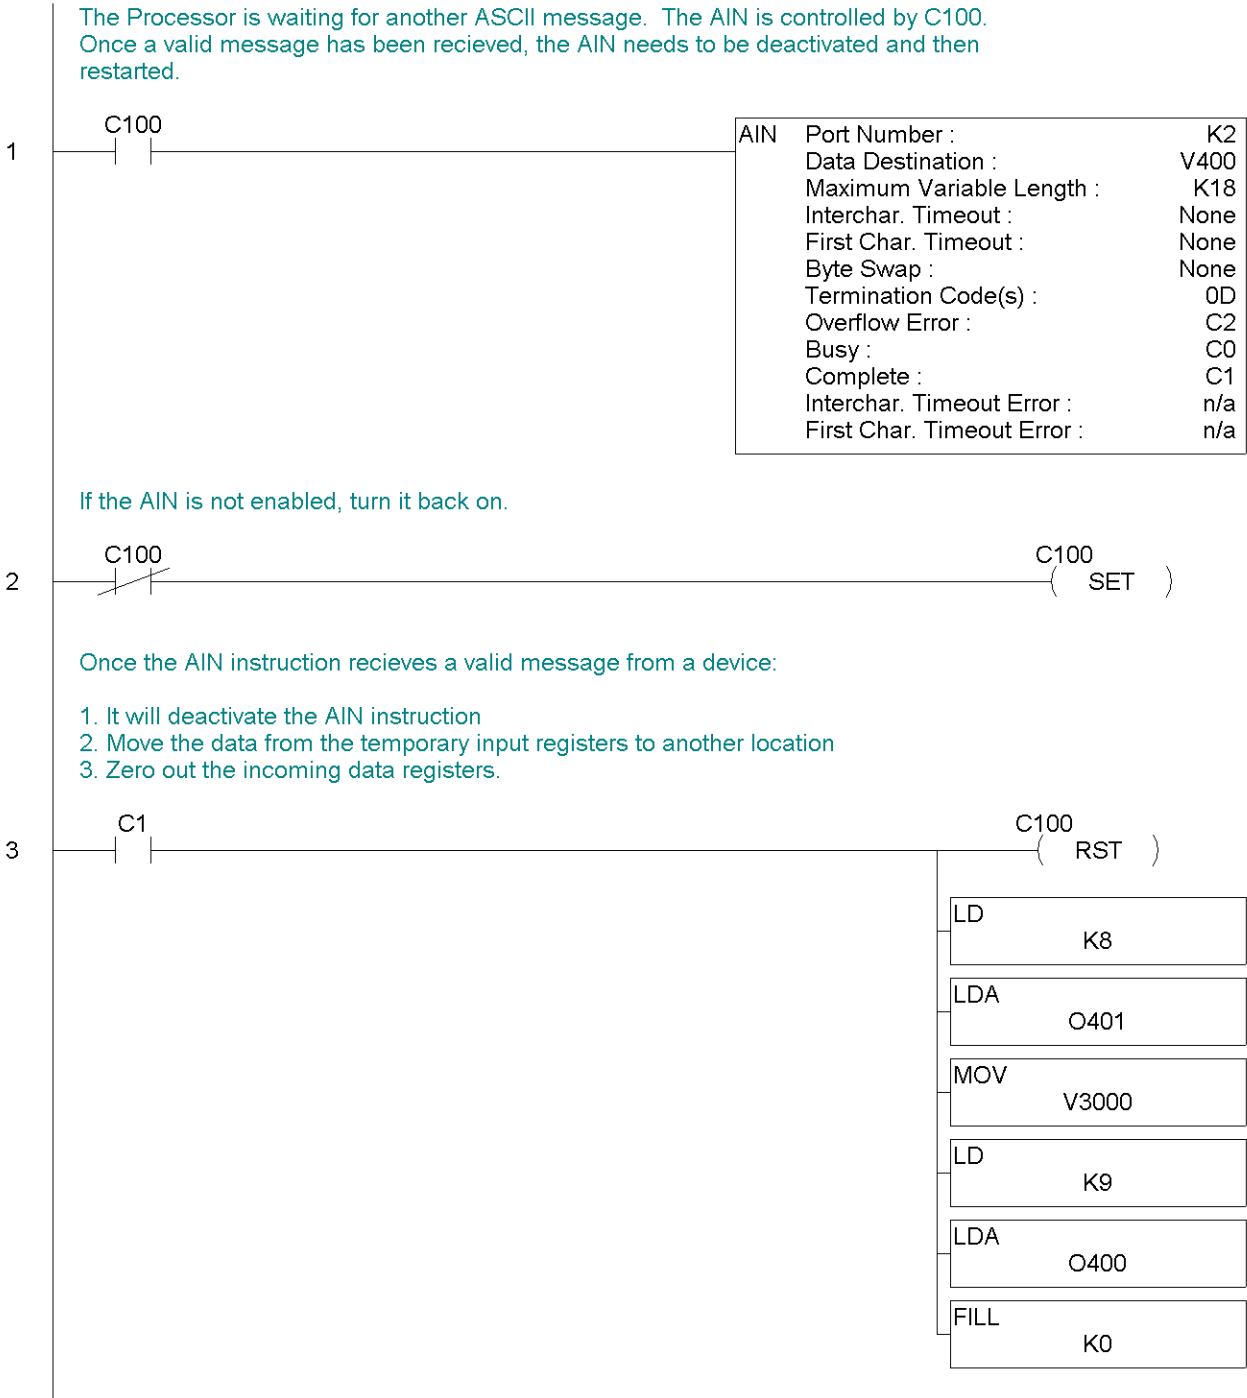 The Processor is waiting for another ASCII message.  The AIN is controlled by C100.
Once a valid message has been recieved, the AIN needs to be deactivated and then
restarted.
C100
1
AIN Port Number : K2
Data Destination : V400
Maximum Variable Length : K18
Interchar. Timeout : None
First Char. Timeout : None
Byte Swap : None
Termination Code(s) : 0D
Overflow Error : C2
Busy : C0
Complete : C1
Interchar. Timeout Error : n/a
First Char. Timeout Error : n/a
If the AIN is not enabled, turn it back on.
C100 C100
2 SET
Once the AIN instruction recieves a valid message from a device:
1. It will deactivate the AIN instruction
2. Move the data from the temporary input registers to another location
3. Zero out the incoming data registers.
C1 C100
3 RST
LD
K8
LDA
O401
MOV
V3000
LD
K9
LDA
O400
FILL
K0